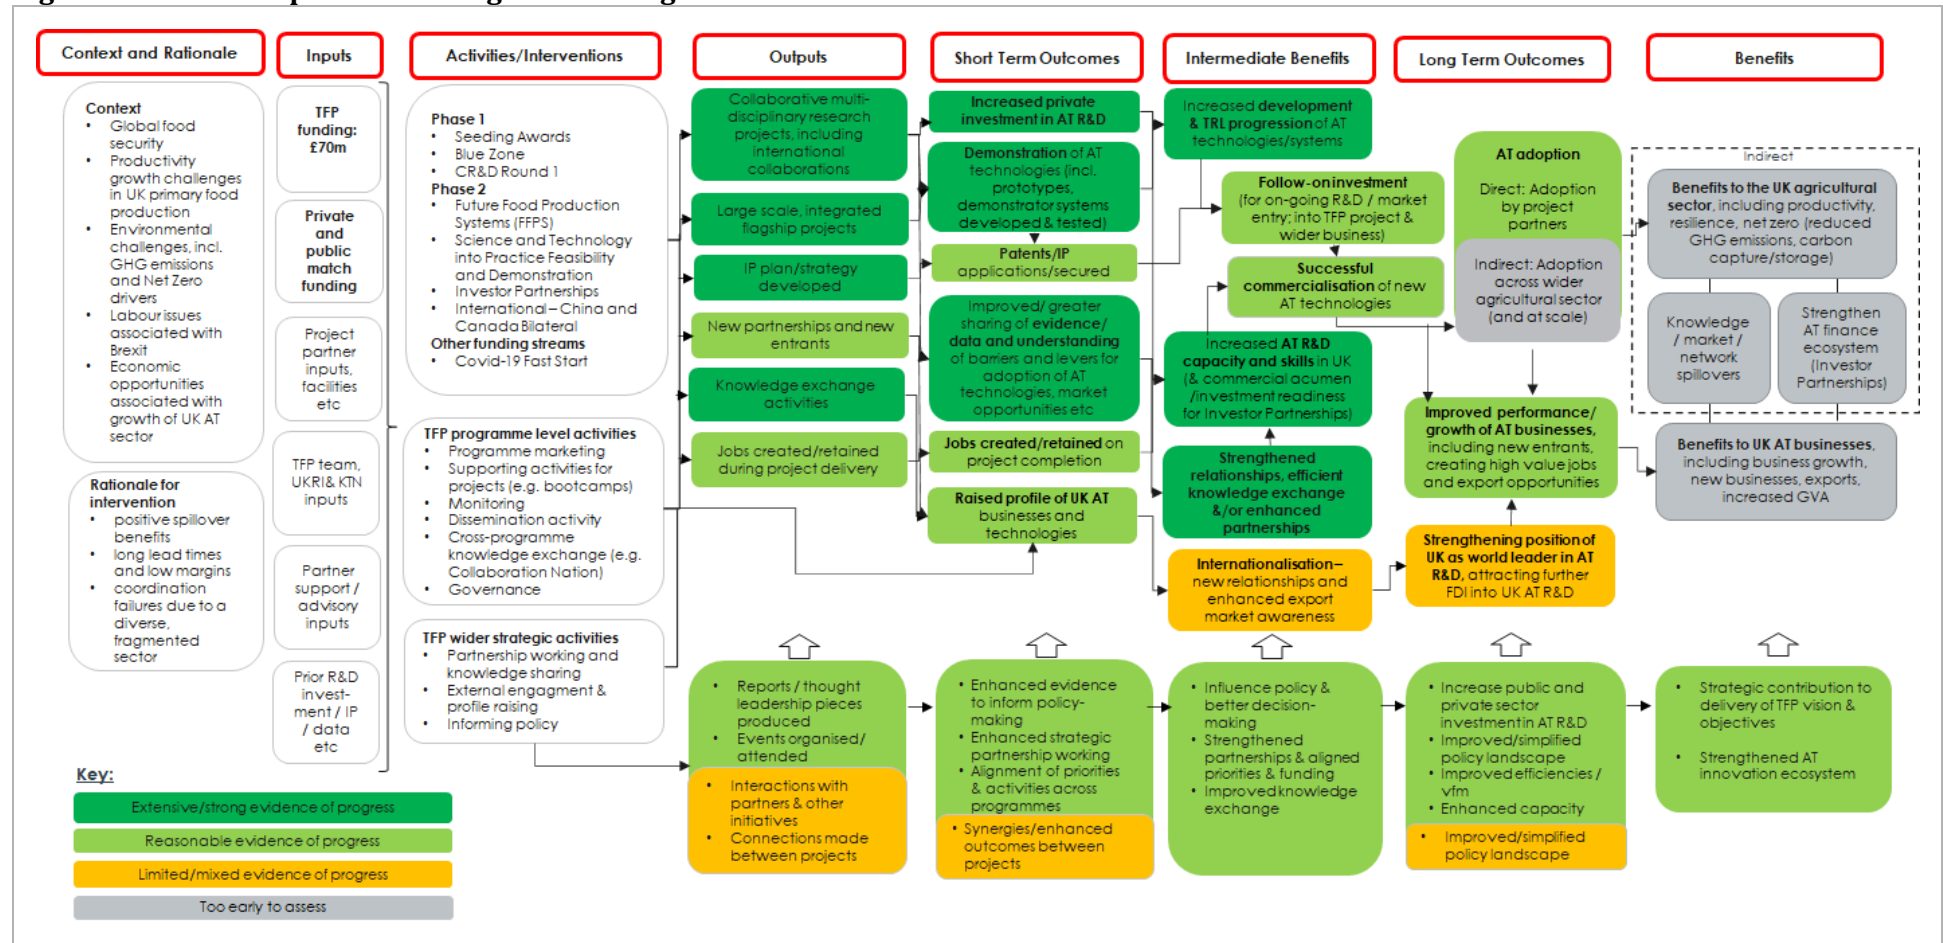 Context and Rationale
Inputs
Activities/Interventions
Outputs
Short Term Outcomes
Intermediate Benefits
Long Term Outcomes
Benefits
Context
• Global food
security
• Productivity
growth challenges
in UK primary food
production
• Environmental
challenges, incl.
GHG emissions
and Net Zero
drivers
• Labour issues
associated with
Brexit
• Economic
opportunities
associated with
growth of UK AT
sector
Rationale for
intervention
• positive spillover
benefits
• long lead times
and low margins
• coordination
failures due to a
diverse,
fragmented
sector
TFP
funding:
£70m
Private
and
public
match
funding
Project
partner
inputs,
facilities
etc
TFP team,
UKRI & KTN
inputs
Partner
support /
advisory
inputs
Prior R&D
invest-
ment / IP
/ data
etc
Phase 1
• Seeding Awards
• Blue Zone
• CR&D Round 1
Phase 2
• Future Food Production
Systems (FFPS)
• Science and Technology
into Practice Feasibility
and Demonstration
• Investor Partnerships
• International – China and
Canada Bilateral
Other funding streams
• Covid-19 Fast Start
TFP programme level activities
• Programme marketing
• Supporting activities for
projects (e.g. bootcamps)
• Monitoring
• Dissemination activity
• Cross-programme
knowledge exchange (e.g.
Collaboration Nation)
• Governance
TFP wider strategic activities
• Partnership working and
knowledge sharing
• External engagment &
profile raising
• Informing policy
Collaborative multi-
disciplinary research
projects, including
international
collaborations
Large scale, integrated
flagship projects
IP plan/strategy
developed
New partnerships and new
entrants
Knowledge exchange
activities
Jobs created/retained
during project delivery
Increased private
investment in AT R&D
Demonstration of AT
technologies (incl.
prototypes,
demonstrator systems
developed & tested)
Patents/IP
applications/secured
Improved/ greater
sharing of evidence/
data and understanding
of barriers and levers for
adoption of AT
technologies, market
opportunities etc
Jobs created/retained on
project completion
Raised profile of UK AT
businesses and
technologies
Increased development
& TRL progression of AT
technologies/systems
Follow-on investment
(for on-going R&D / market
entry; into TFP project &
wider business)
Successful
commercialisation of new
AT technologies
Increased AT R&D
capacity and skills in UK
(& commercial acumen
/investment readiness
for Investor Partnerships)
Strengthened
relationships, efficient
knowledge exchange
&/or enhanced
partnerships
Internationalisation –
new relationships and
enhanced export
market awareness
AT adoption
Direct: Adoption
by project
partners
Indirect: Adoption
across wider
agricultural sector
(and at scale)
Improved performance/
growth of AT businesses,
including new entrants,
creating high value jobs
and export opportunities
Strengthening position of
UK as world leader in AT
R&D, attracting further
FDI into UK AT R&D
Indirect
Benefits to the UK agricultural
sector, including productivity,
resilience, net zero (reduced
GHG emissions, carbon
capture/storage)
Knowledge
/ market /
network
spillovers
Strengthen
AT finance
ecosystem
(Investor
Partnerships)
Benefits to UK AT businesses,
including business growth,
new businesses, exports,
increased GVA
• Reports / thought
leadership pieces
produced
• Events organised/
attended
• Interactions with
partners & other
initiatives
• Connections made
between projects
• Enhanced evidence
to inform policy-
making
• Enhanced strategic
partnership working
• Alignment of priorities
& activities across
programmes
• Synergies/enhanced
outcomes between
projects
• Influence policy &
better decision-
making
• Strengthened
partnerships & aligned
priorities & funding
• Improved knowledge
exchange
• Increase public and
private sector
investment in AT R&D
• Improved/simplified
policy landscape
• Improved efficiencies /
vfm
• Enhanced capacity
• Improved/simplified
policy landscape
• Strategic contribution to
delivery of TFP vision &
objectives
• Strengthened AT
innovation ecosystem
Key:
Extensive/strong evidence of progress
Reasonable evidence of progress
Limited/mixed evidence of progress
Too early to assess